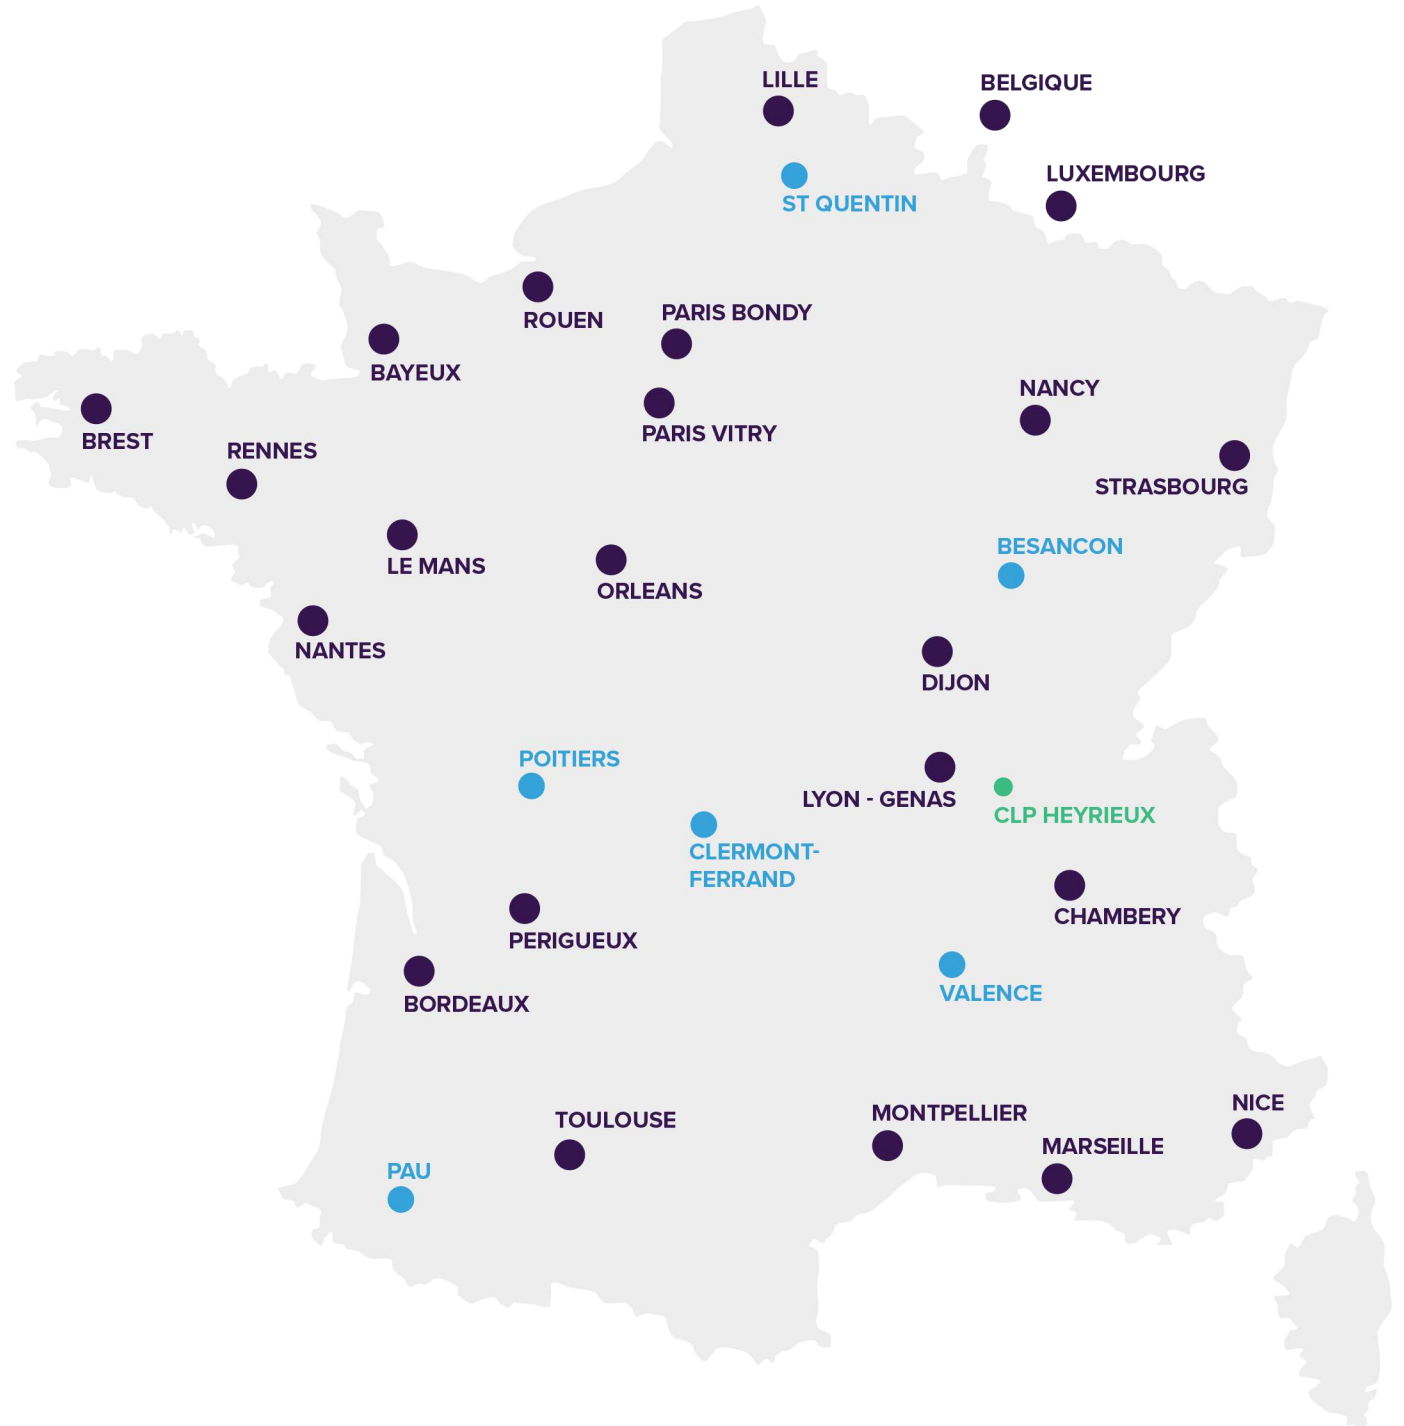 LILLE
BELGIQUE
LUXEMBOURG
ST QUENTIN
PARIS BONDY
ROUEN
BAYEUX
NANCY
PARIS VITRY
BREST
RENNES
STRASBOURG
BESANCON
LE MANS
ORLEANS
NANTES
DIJON
POITIERS
LYON - GENAS
CLP HEYRIEUX
CLERMONT-
FERRAND
CHAMBERY
PERIGUEUX
VALENCE
BORDEAUX
NICE
MONTPELLIER
TOULOUSE
MARSEILLE
PAU